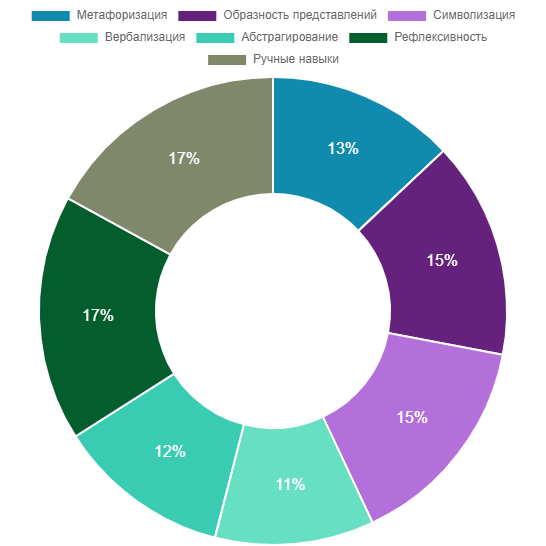 Метафоризация Образность представлений Символизация
Вербализация Абстрагирование Рефлексивность
Ручные навыки
13%
15%
15%
11%
12%
17%
17%